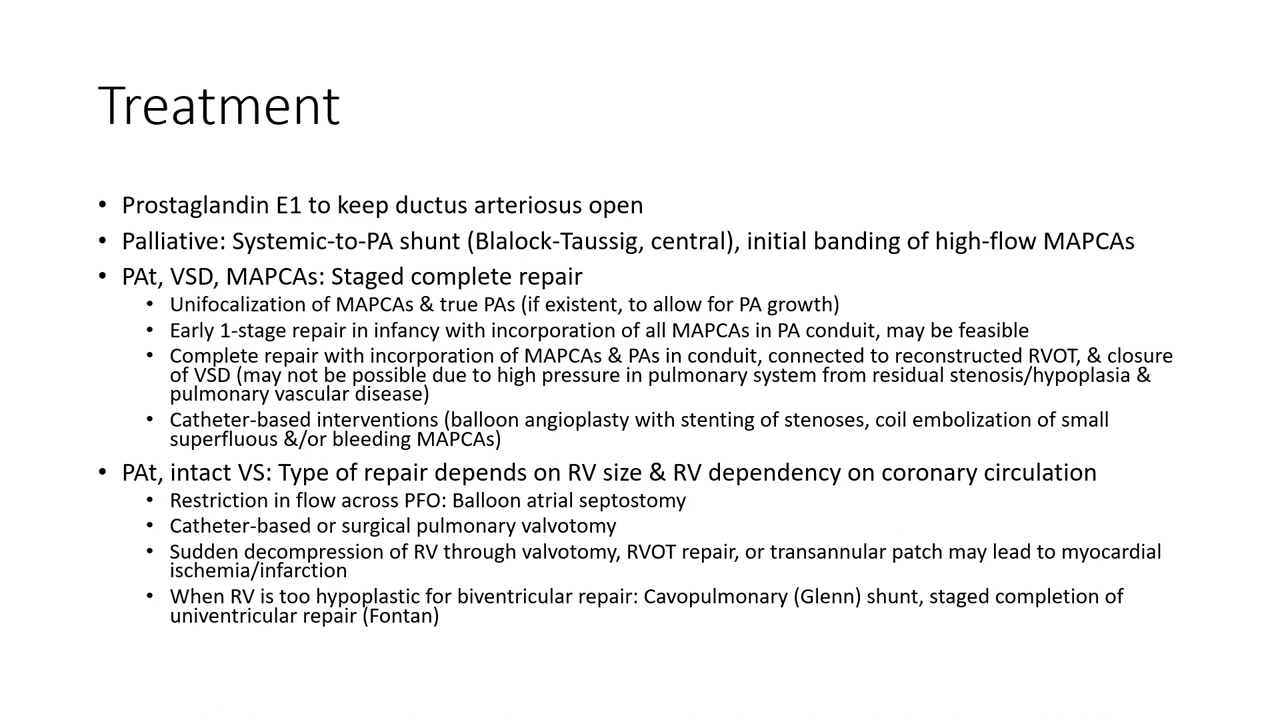 Treatment
• Prostaglandin E1 to keep ductus arteriosus open
• Palliative: Systemic-to-PA shunt (Blalock-Taussig, central), initial banding of high-flow MAPCAs
• PAt, VSD, MAPCAs: Staged complete repair
• Unifocalization of MAPCAs & true PAs (if existent, to allow for PA growth)
• Early 1-stage repair in infancy with incorporation of all MAPCAs in PA conduit, may be feasible
• Complete repair with incorporation of MAPCAs & PAs in conduit, connected to reconstructed RVOT, & closure
of VSD (may not be possible due to high pressure in pulmonary system from residual stenosis/hypoplasia &
pulmonary vascular disease)
• Catheter-based interventions (balloon angioplasty with stenting of stenoses, coil embolization of small
superfluous &/or bleeding MAPCAs)
• PAt, intact VS: Type of repair depends on RV size & RV dependency on coronary circulation
• Restriction in flow across PFO: Balloon atrial septostomy
• Catheter-based or surgical pulmonary valvotomy
• Sudden decompression of RV through valvotomy, RVOT repair, or transannular patch may lead to myocardial
ischemia/infarction
• When RV is too hypoplastic for biventricular repair: Cavopulmonary (Glenn) shunt, staged completion of
univentricular repair (Fontan)